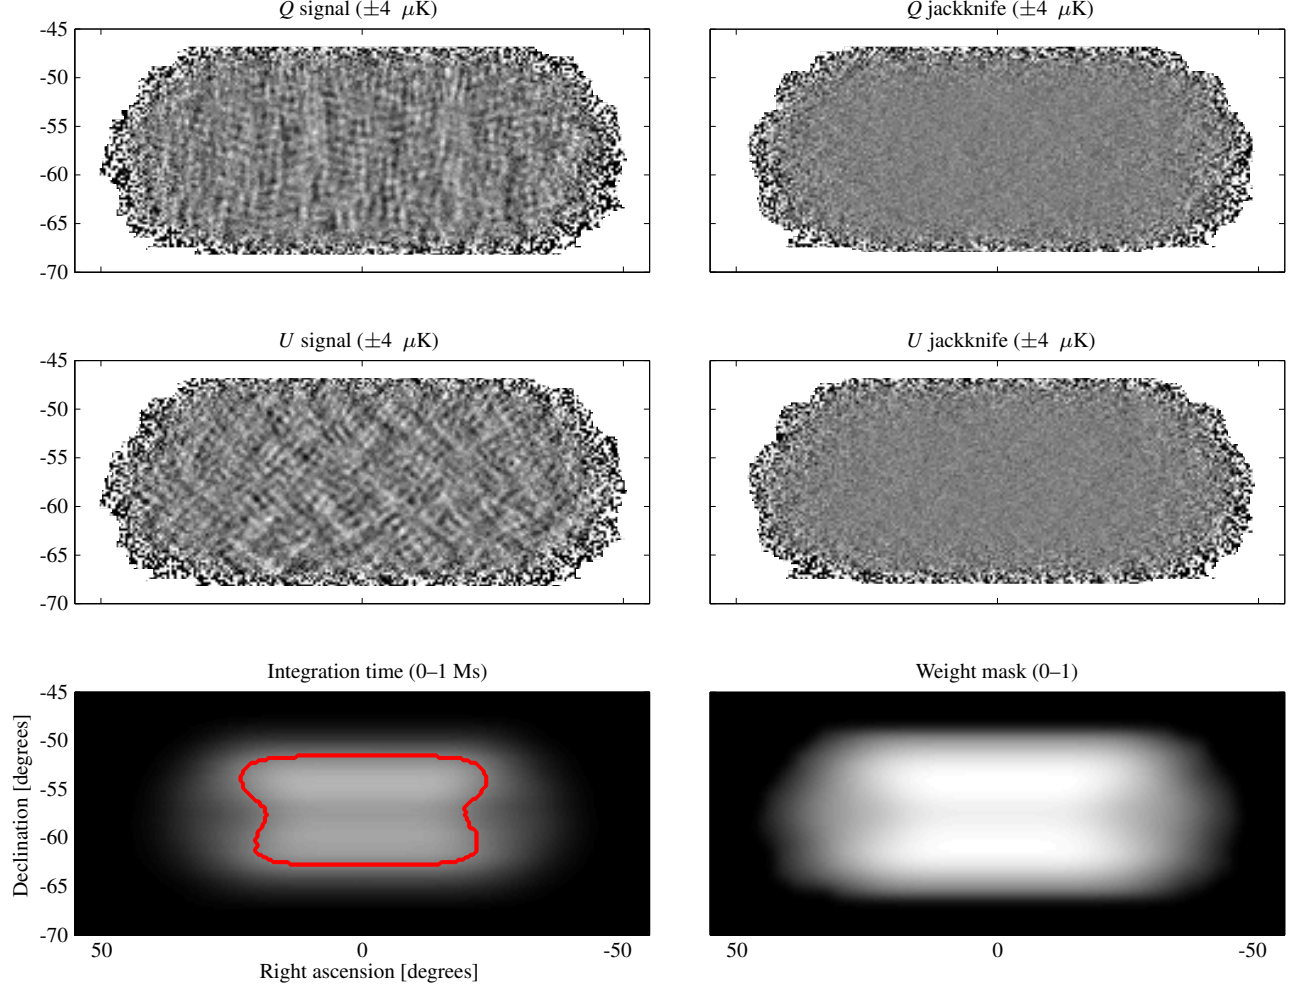 Q signal (±4 μK)
Q jackknife (±4 μK)
-45
-50
-55
-60
-65
-70
U signal (±4 μK)
U jackknife (±4 μK)
-45
-50
-55
-60
-65
-70
Integration time (0–1 Ms)
Weight mask (0–1)
-45
-50
-55
-60
-65
-70
Declination [degrees]
50 0 -50
50 0 -50
Right ascension [degrees]